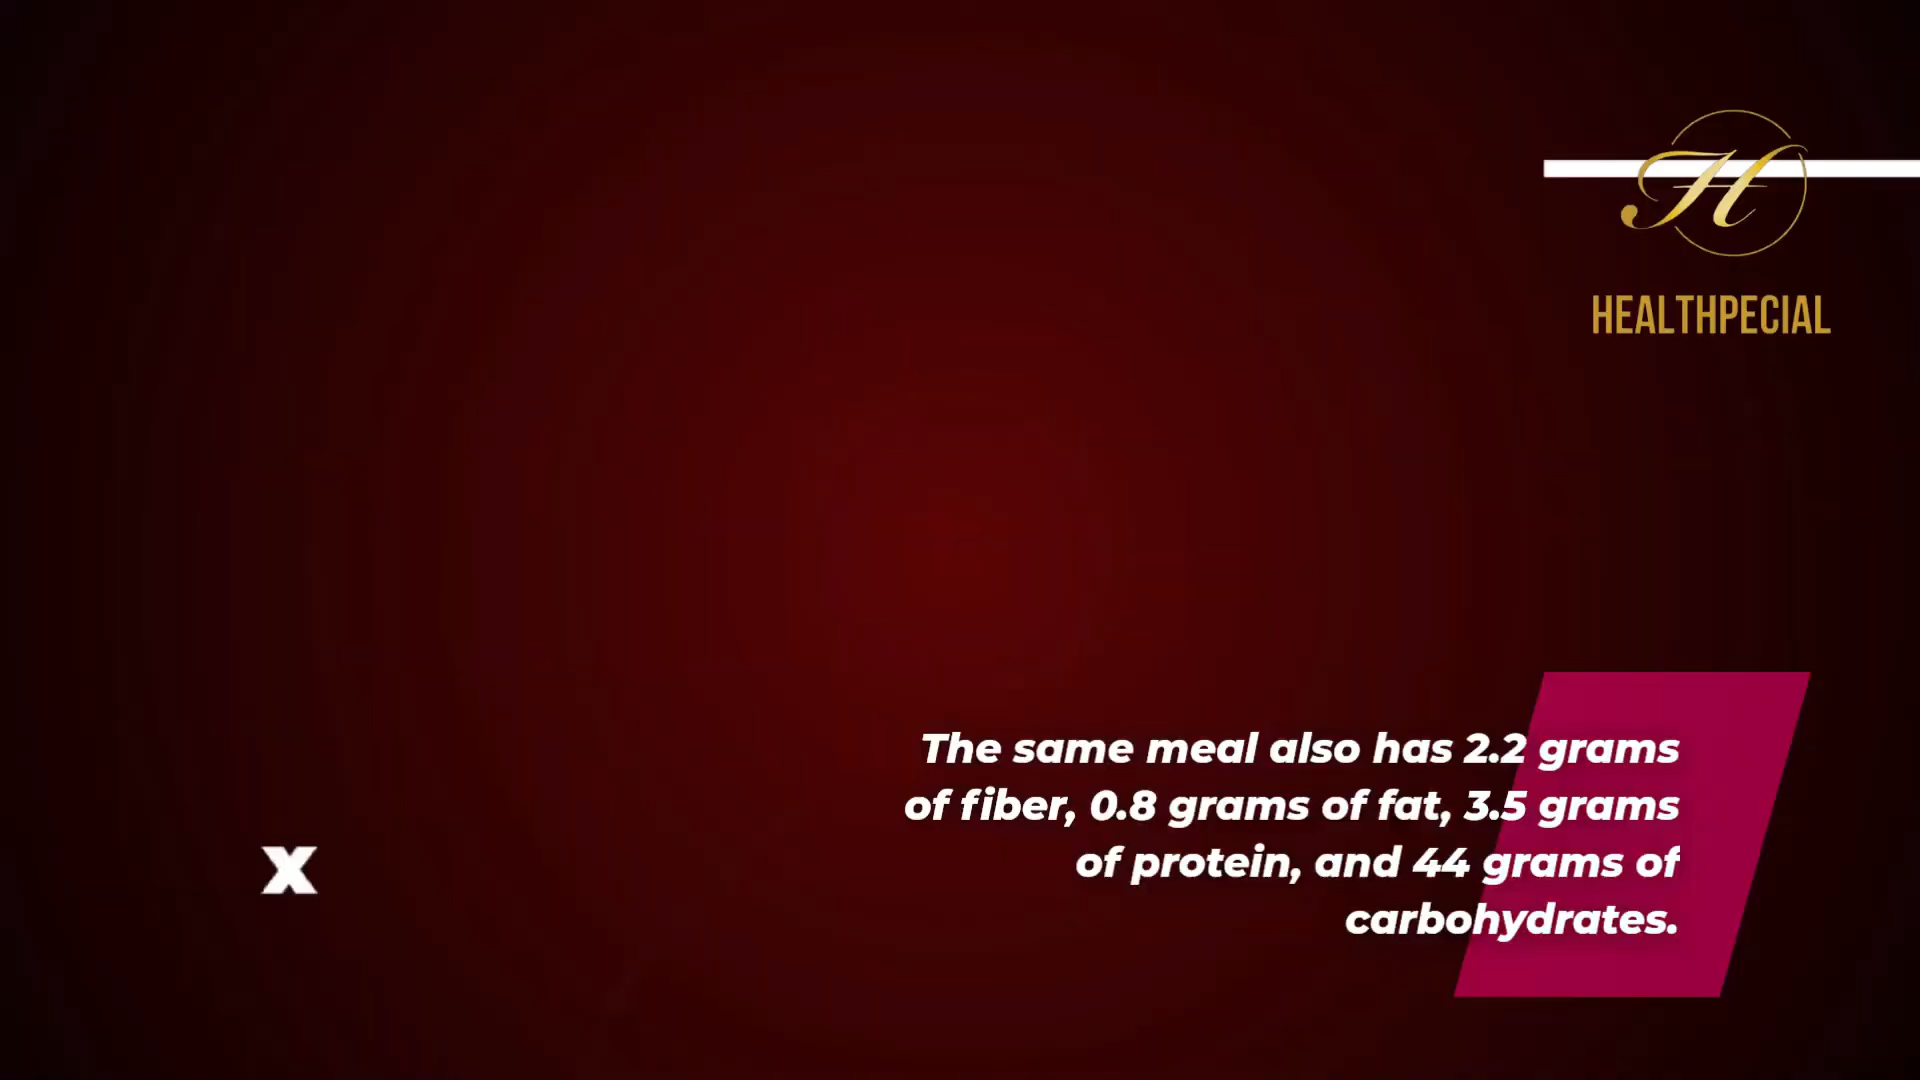 H
HEALTHPECIAL
The same meal also has 2.2 grams
of fiber, 0.8 grams of fat, 3.5 grams
of protein, and 44 grams of
carbohydrates.
X